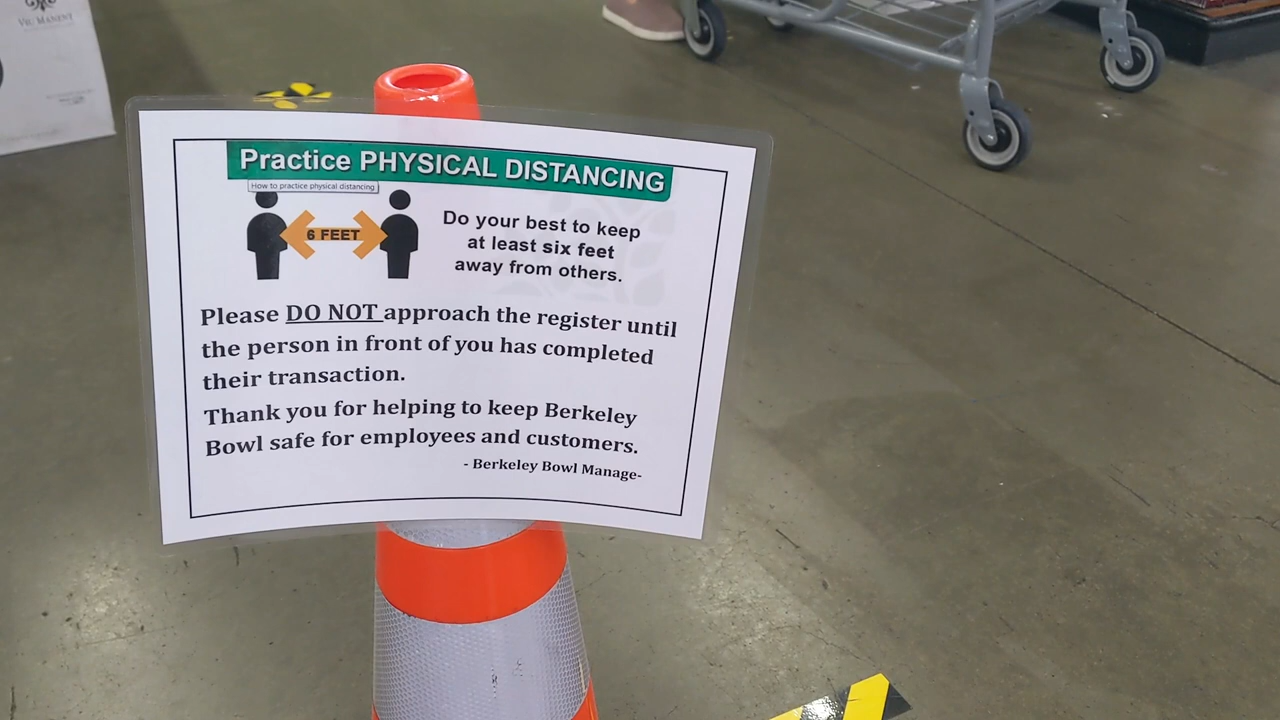 VIU MANENT
Practice PHYSICAL DISTANCING
How to practice physical distancing
6 FEET
Do your best to keep
at least six feet
away from others.
Please DO NOT approach the register until
the person in front of you has completed
their transaction.
Thank you for helping to keep Berkeley
Bowl safe for employees and customers.
- Berkeley Bowl Manage-